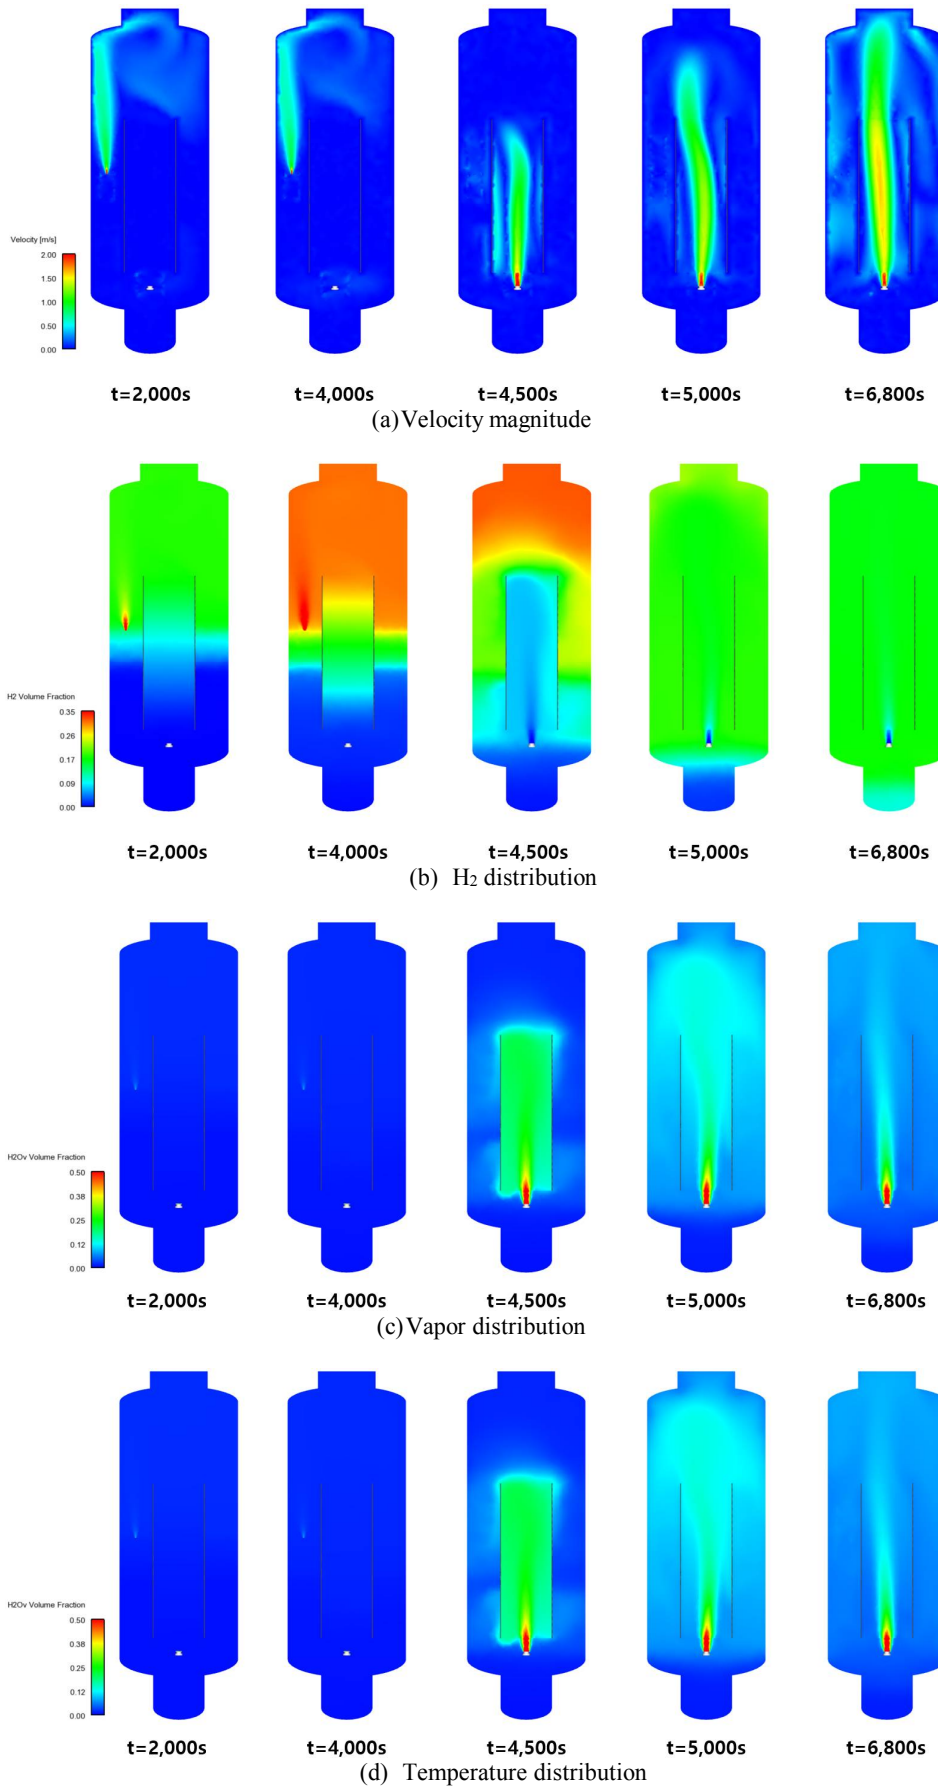 Velocity [m/s]
2.00
1.50
1.00
0.50
0.00
t=2,000s t=4,000s t=4,500s t=5,000s t=6,800s
(a)Velocity magnitude
H2 Volume Fraction
0.35
0.26
0.17
0.09
0.00
t=2,000s t=4,000s t=4,500s t=5,000s t=6,800s
(b) H₂ distribution
H2Ov Volume Fraction
0.50
0.38
0.25
0.12
0.00
t=2,000s t=4,000s t=4,500s t=5,000s t=6,800s
(c)Vapor distribution
H2Ov Volume Fraction
0.50
0.38
0.25
0.12
0.00
t=2,000s t=4,000s t=4,500s t=5,000s t=6,800s
(d) Temperature distribution